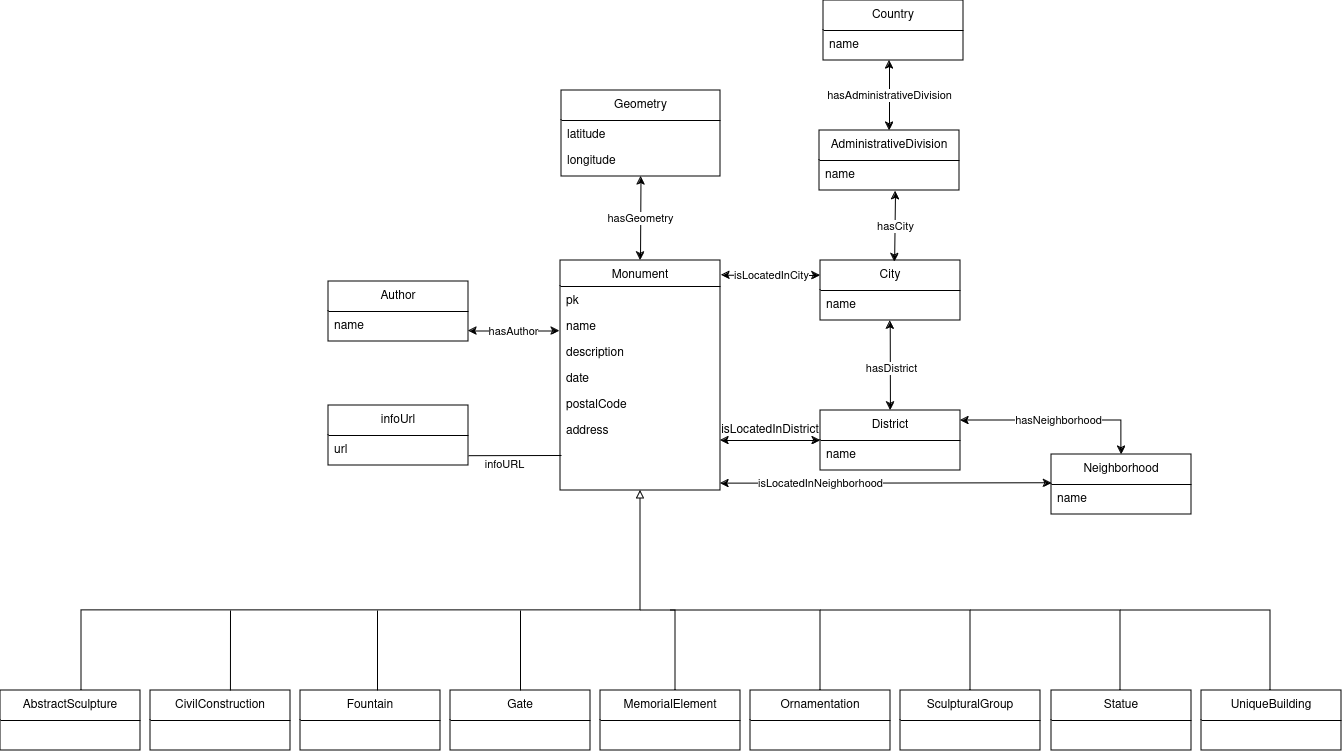 Country
name
hasAdministrativeDivision
Geometry
latitude
longitude
AdministrativeDivision
name
hasGeometry
hasCity
Monument
pk
name
description
date
postalCode
address
isLocatedInCity
City
name
Author
name
hasAuthor
hasDistrict
infoUrl
url
infoURL
isLocatedInDistrict
District
name
hasNeighborhood
isLocatedInNeighborhood
Neighborhood
name
AbstractSculpture
CivilConstruction
Fountain
Gate
MemorialElement
Ornamentation
SculpturalGroup
Statue
UniqueBuilding